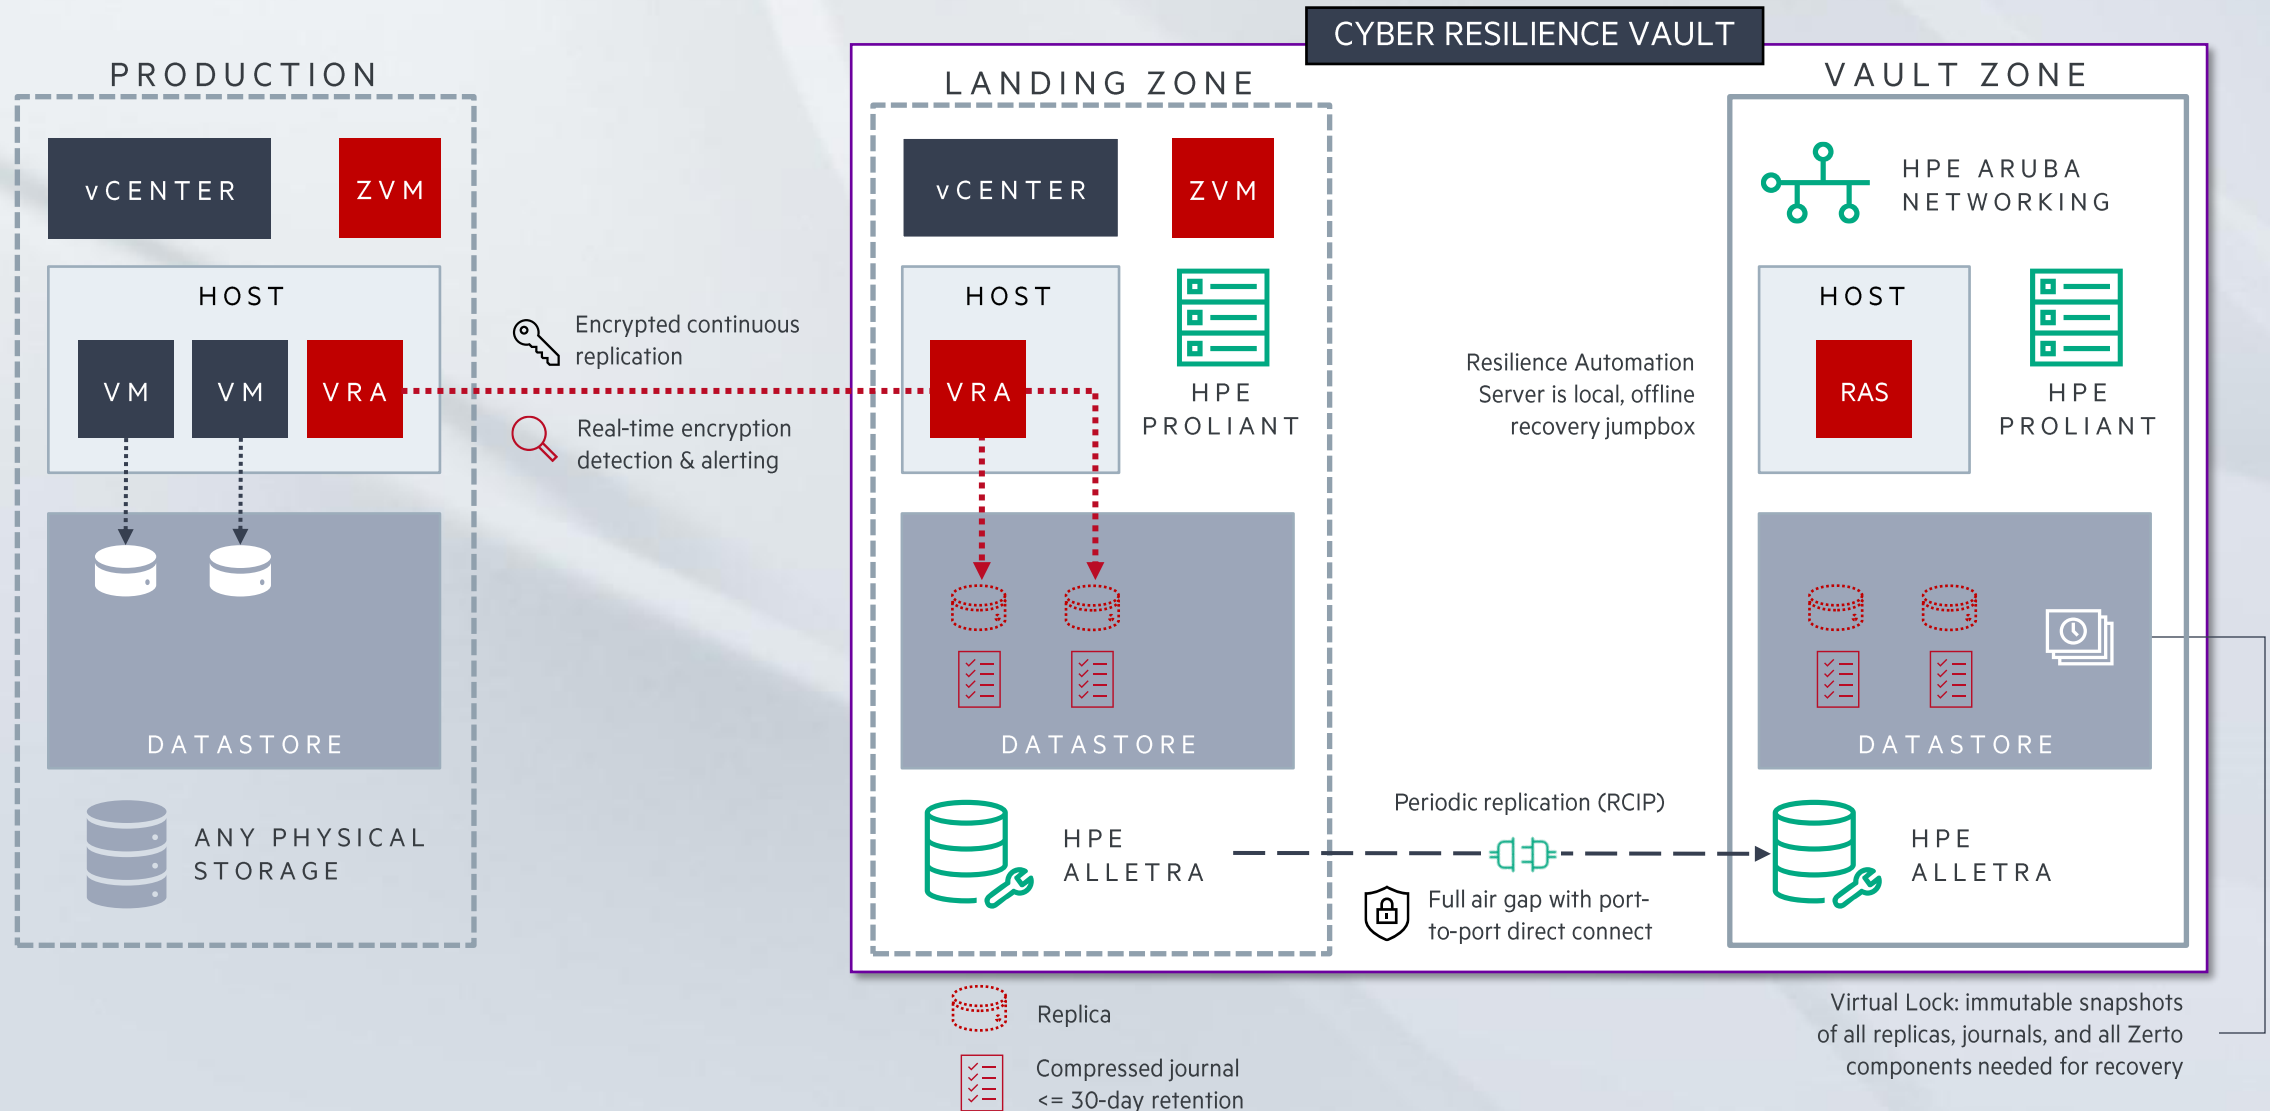 CYBER RESILIENCE VAULT
PRODUCTION
vCENTER
ZVM
HOST
VM
VM
VRA
DATASTORE
ANY PHYSICAL
STORAGE
Encrypted continuous
replication
Real-time encryption
detection & alerting
LANDING ZONE
vCENTER
ZVM
HOST
VRA
HPE
PROLIANT
DATASTORE
HPE
ALLETRA
Resilience Automation
Server is local, offline
recovery jumpbox
Periodic replication (RCIP)
Full air gap with port-
to-port direct connect
VAULT ZONE
HPE ARUBA
NETWORKING
HOST
RAS
HPE
PROLIANT
DATASTORE
HPE
ALLETRA
Replica
Compressed journal
<= 30-day retention
Virtual Lock: immutable snapshots
of all replicas, journals, and all Zerto
components needed for recovery